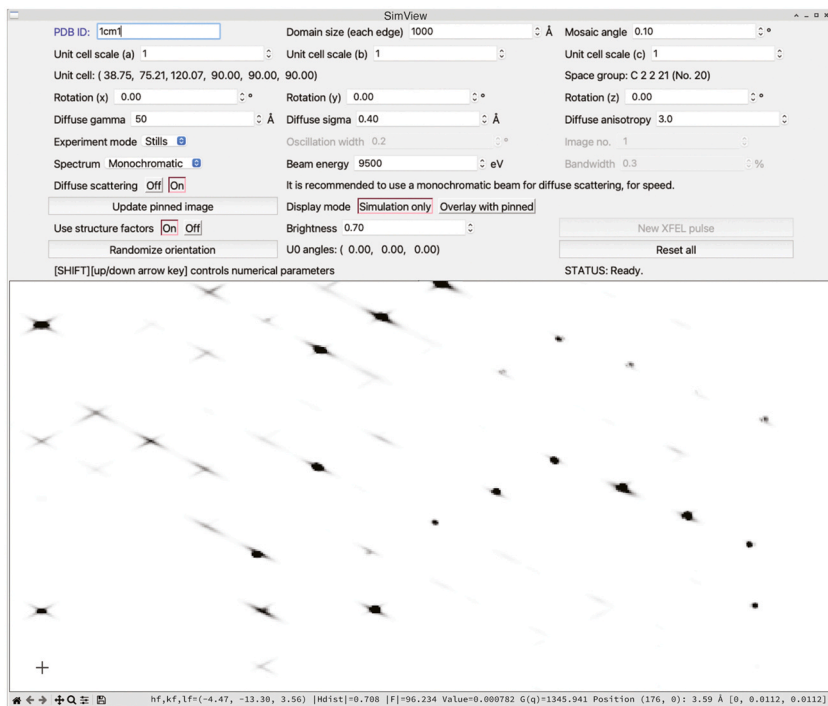 SimView
PDB ID: 1cm1 Domain size (each edge) 1000 Å Mosaic angle 0.10 °
Unit cell scale (a) 1 Unit cell scale (b) 1 Unit cell scale (c) 1
Unit cell: ( 38.75, 75.21,120.07, 90.00, 90.00, 90.00) Space group: C 2 2 21 (No. 20)
Rotation (x) 0.00 ° Rotation (y) 0.00 ° Rotation (z) 0.00 °
Diffuse gamma 50 Å Diffuse sigma 0.40 Å Diffuse anisotropy 3.0
Experiment mode Stills Oscillation width 0.2 ° Image no. 1
Spectrum Monochromatic Beam energy 9500 eV Bandwidth 0.3 %
Diffuse scattering Off On It is recommended to use a monochromatic beam for diffuse scattering, for speed.
Update pinned image Display mode Simulation only Overlay with pinned
Use structure factors On Off Brightness 0.70 New XFEL pulse
Randomize orientation U0 angles: ( 0.00, 0.00, 0.00) Reset all
[SHIFT][up/down arrow key] controls numerical parameters STATUS: Ready.
hf,kf,lf=(-4.47, -13.30, 3.56) |Hdist|=0.708 |F|=96.234 Value=0.000782 G(q)=1345.941 Position (176, 0): 3.59 Å [0, 0.0112, 0.0112]